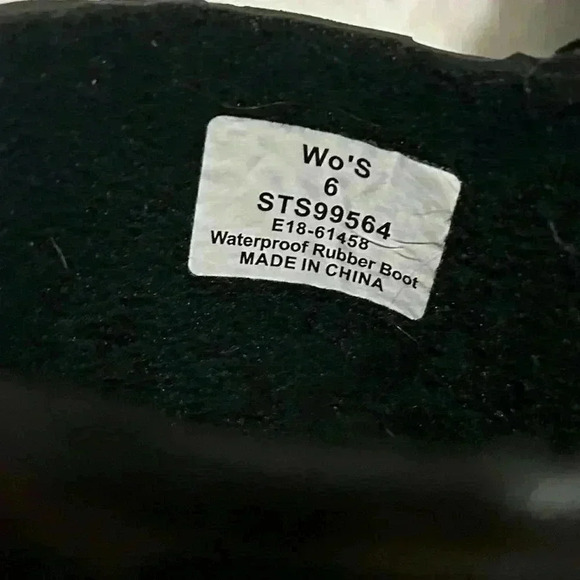 Wo'S
6
STS99564
E18-61458
Waterproof Rubber Boot
MADE IN CHINA